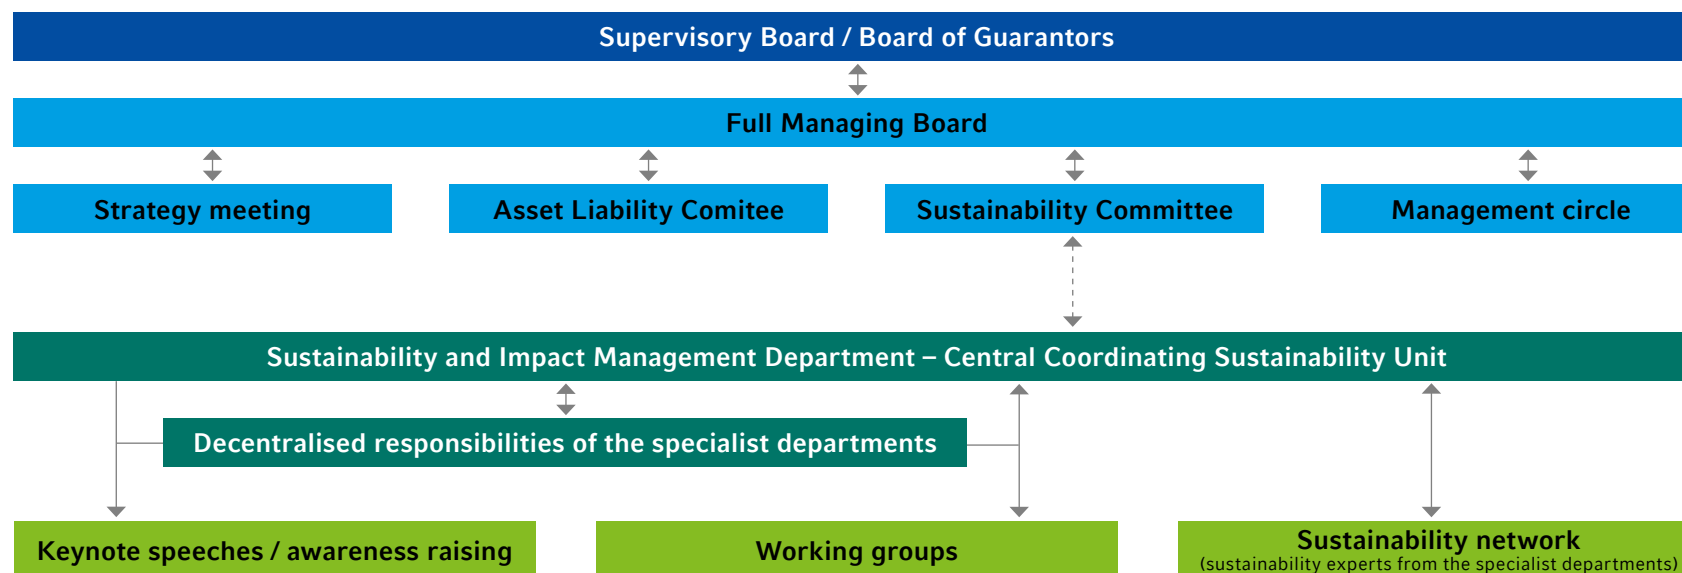 Supervisory Board / Board of Guarantors
Full Managing Board
Strategy meeting
Asset Liability Comitee
Sustainability Committee
Management circle
Sustainability and Impact Management Department – Central Coordinating Sustainability Unit
Decentralised responsibilities of the specialist departments
Keynote speeches / awareness raising
Working groups
Sustainability network
(sustainability experts from the specialist departments)